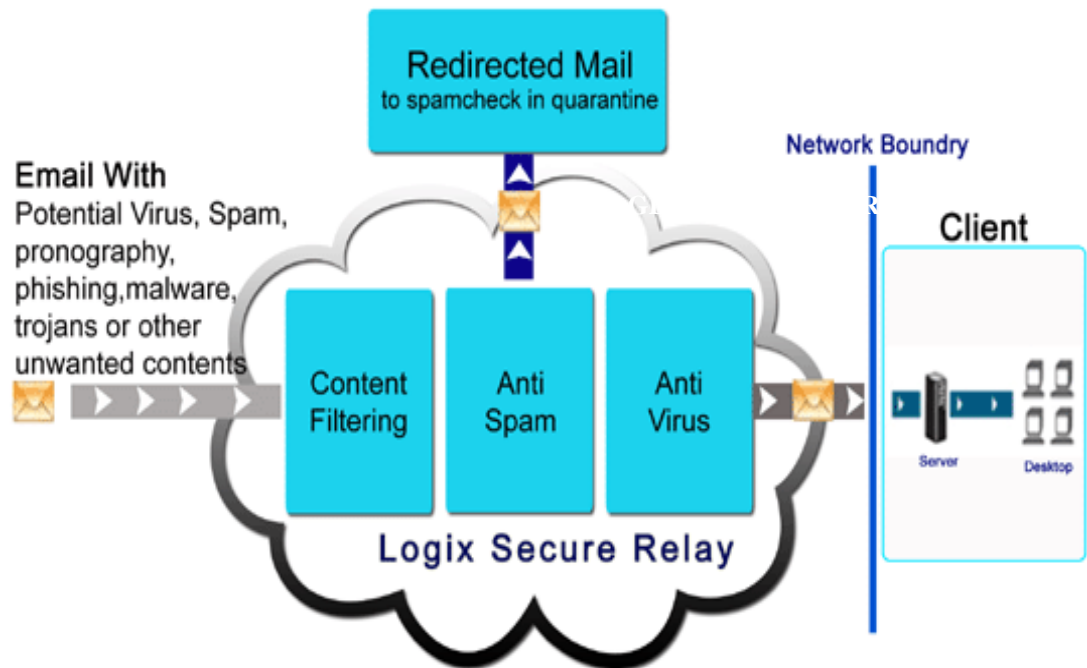 Redirected Mail
to spamcheck in quarantine
Network Boundry
Email With
Potential Virus, Spam,
pronography,
phishing,malware,
trojans or other
unwanted contents
Client
Content
Filtering
Anti
Spam
Anti
Virus
Server
Desktop
Logix Secure Relay